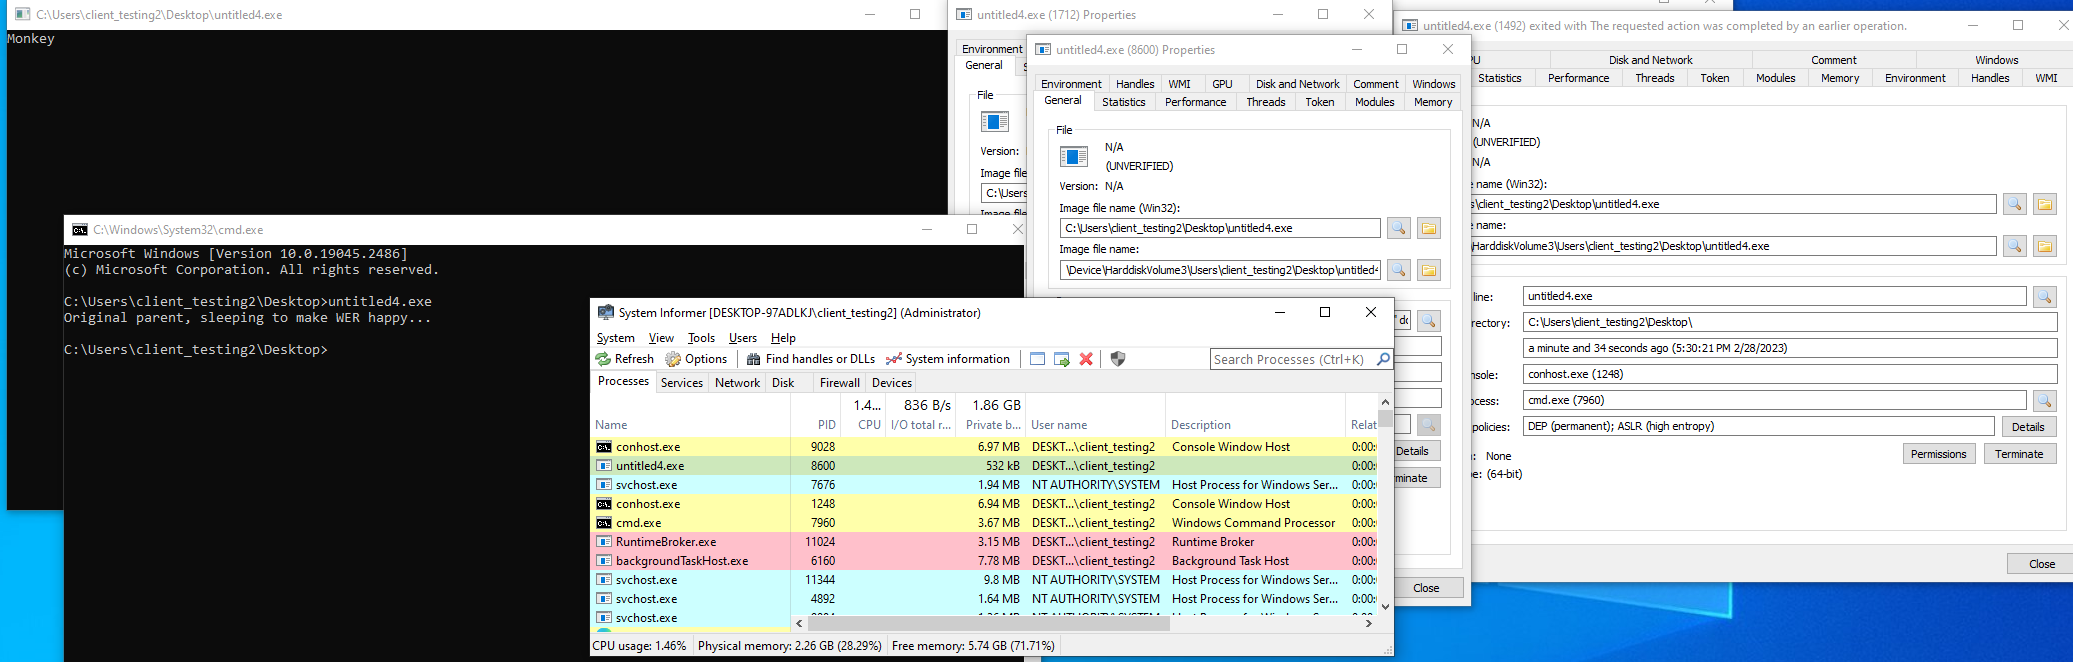 C:\Users\client_testing2\Desktop\untitled4.exe
Monkey
C:\Windows\System32\cmd.exe
Microsoft Windows [Version 10.0.19045.2486]
(c) Microsoft Corporation. All rights reserved.
C:\Users\client_testing2\Desktop>untitled4.exe
Original parent, sleeping to make WER happy...
C:\Users\client_testing2\Desktop>
untitled4.exe (1712) Properties
Environment
General
File
Version:
Image file
C:\Users
untitled4.exe (8600) Properties
Environment Handles WMI GPU Disk and Network Comment Windows
General Statistics Performance Threads Token Modules Memory
File
N/A
(UNVERIFIED)
Version: N/A
Image file name (Win32):
C:\Users\client_testing2\Desktop\untitled4.exe
Image file name:
\Device\HarddiskVolume3\Users\client_testing2\Desktop\untitled4
" dc
Details
minate
Close
untitled4.exe (1492) exited with The requested action was completed by an earlier operation.
PU Disk and Network Comment Windows
Statistics Performance Threads Token Modules Memory Environment Handles WMI
N/A
(UNVERIFIED)
N/A
e name (Win32):
s\client_testing2\Desktop\untitled4.exe
e name:
HarddiskVolume3\Users\client_testing2\Desktop\untitled4.exe
line: untitled4.exe
rectory: C:\Users\client_testing2\Desktop\
a minute and 34 seconds ago (5:30:21 PM 2/28/2023)
nsole: conhost.exe (1248)
ocess: cmd.exe (7960)
policies: DEP (permanent); ASLR (high entropy) Details
None Permissions Terminate
e: (64-bit)
Close
System Informer [DESKTOP-97ADLKJ\client_testing2] (Administrator)
System View Tools Users Help
Refresh Options Find handles or DLLs System information Search Processes (Ctrl+K)
Processes Services Network Disk Firewall Devices
1.4... 836 B/s 1.86 GB
Name PID CPU I/O total r... Private b... User name Description Relat
conhost.exe 9028 6.97 MB DESKT...\client_testing2 Console Window Host 0:00:
untitled4.exe 8600 532 kB DESKT...\client_testing2 0:00:
svchost.exe 7676 1.94 MB NT AUTHORITY\SYSTEM Host Process for Windows Ser... 0:00:
conhost.exe 1248 6.94 MB DESKT...\client_testing2 Console Window Host 0:00:
cmd.exe 7960 3.67 MB DESKT...\client_testing2 Windows Command Processor 0:00:
RuntimeBroker.exe 11024 3.15 MB DESKT...\client_testing2 Runtime Broker 0:00:
backgroundTaskHost.exe 6160 7.78 MB DESKT...\client_testing2 Background Task Host 0:00:
svchost.exe 11344 9.8 MB NT AUTHORITY\SYSTEM Host Process for Windows Ser... 0:00:
svchost.exe 4892 1.64 MB NT AUTHORITY\SYSTEM Host Process for Windows Ser... 0:00:
svchost.exe
CPU usage: 1.46% Physical memory: 2.26 GB (28.29%) Free memory: 5.74 GB (71.71%)